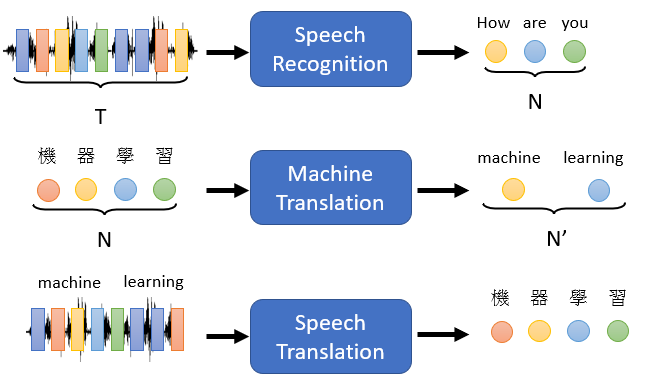 Speech
Recognition
How are you
T
N
機 器 學 習
Machine
Translation
machine learning
N
N’
machine learning
Speech
Translation
機 器 學 習